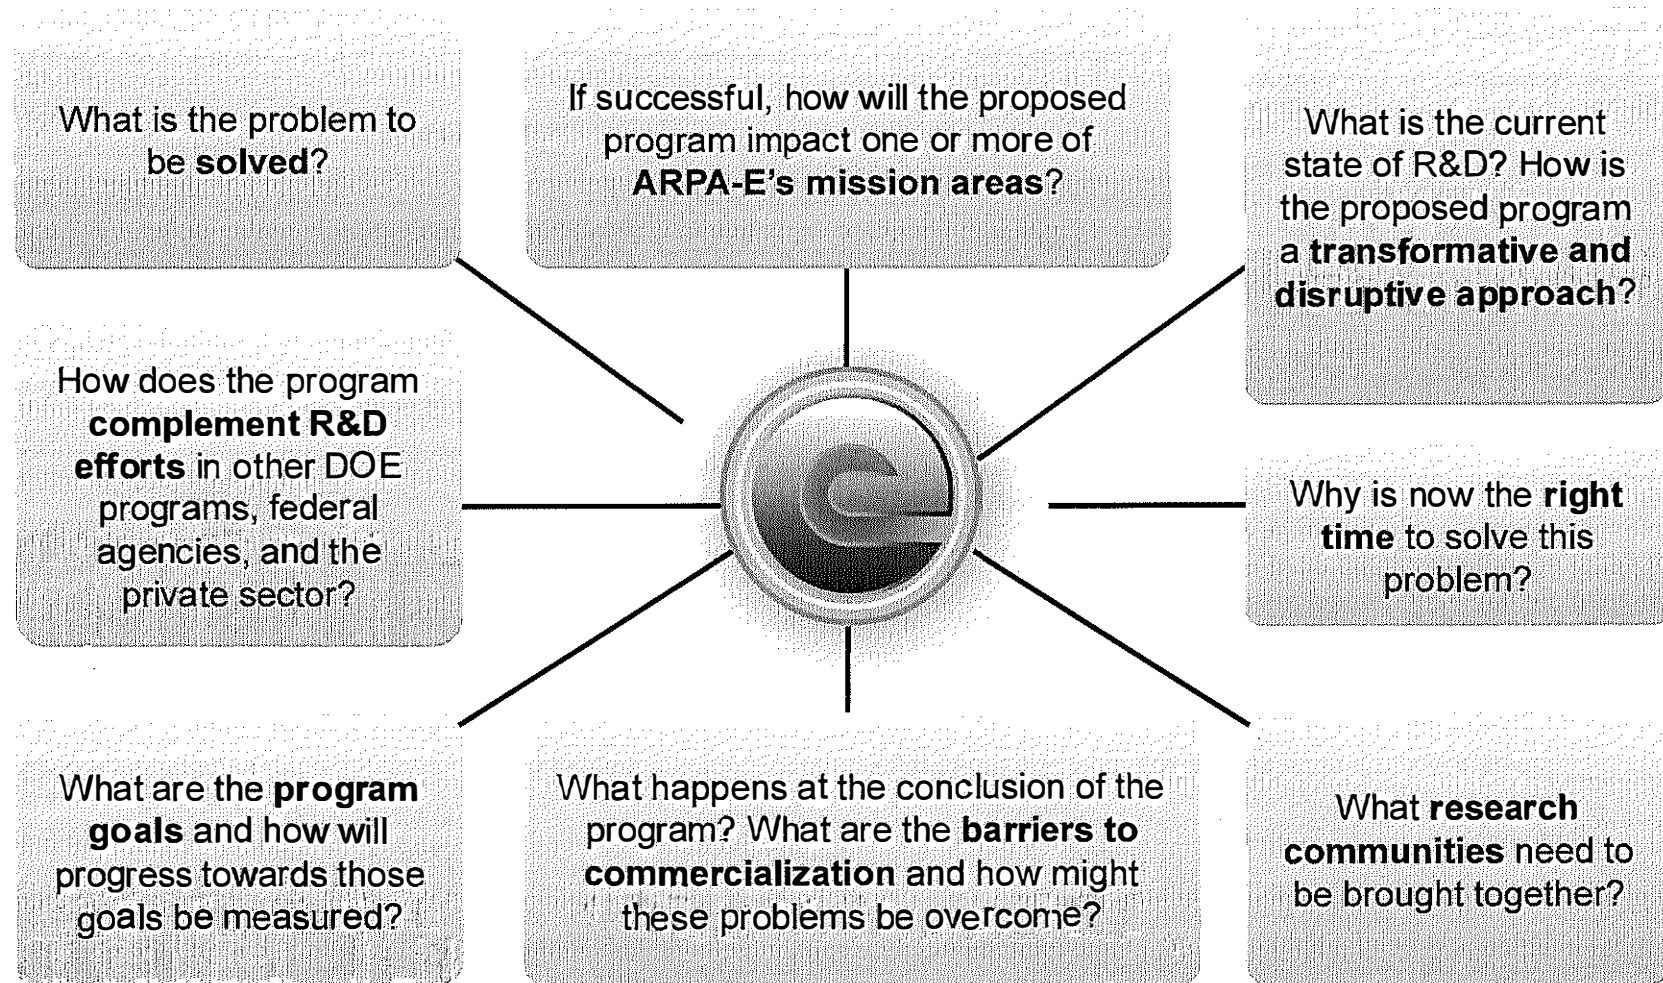 What is the problem to
be solved?
If successful, how will the proposed
program impact one or more of
ARPA-E's mission areas?
What is the current
state of R&D? How is
the proposed program
a transformative and
disruptive approach?
How does the program
complement R&D
efforts in other DOE
programs, federal
agencies, and the
private sector?
Why is now the right
time to solve this
problem?
What are the program
goals and how will
progress towards those
goals be measured?
What happens at the conclusion of the
program? What are the barriers to
commercialization and how might
these problems be overcome?
What research
communities need to
be brought together?